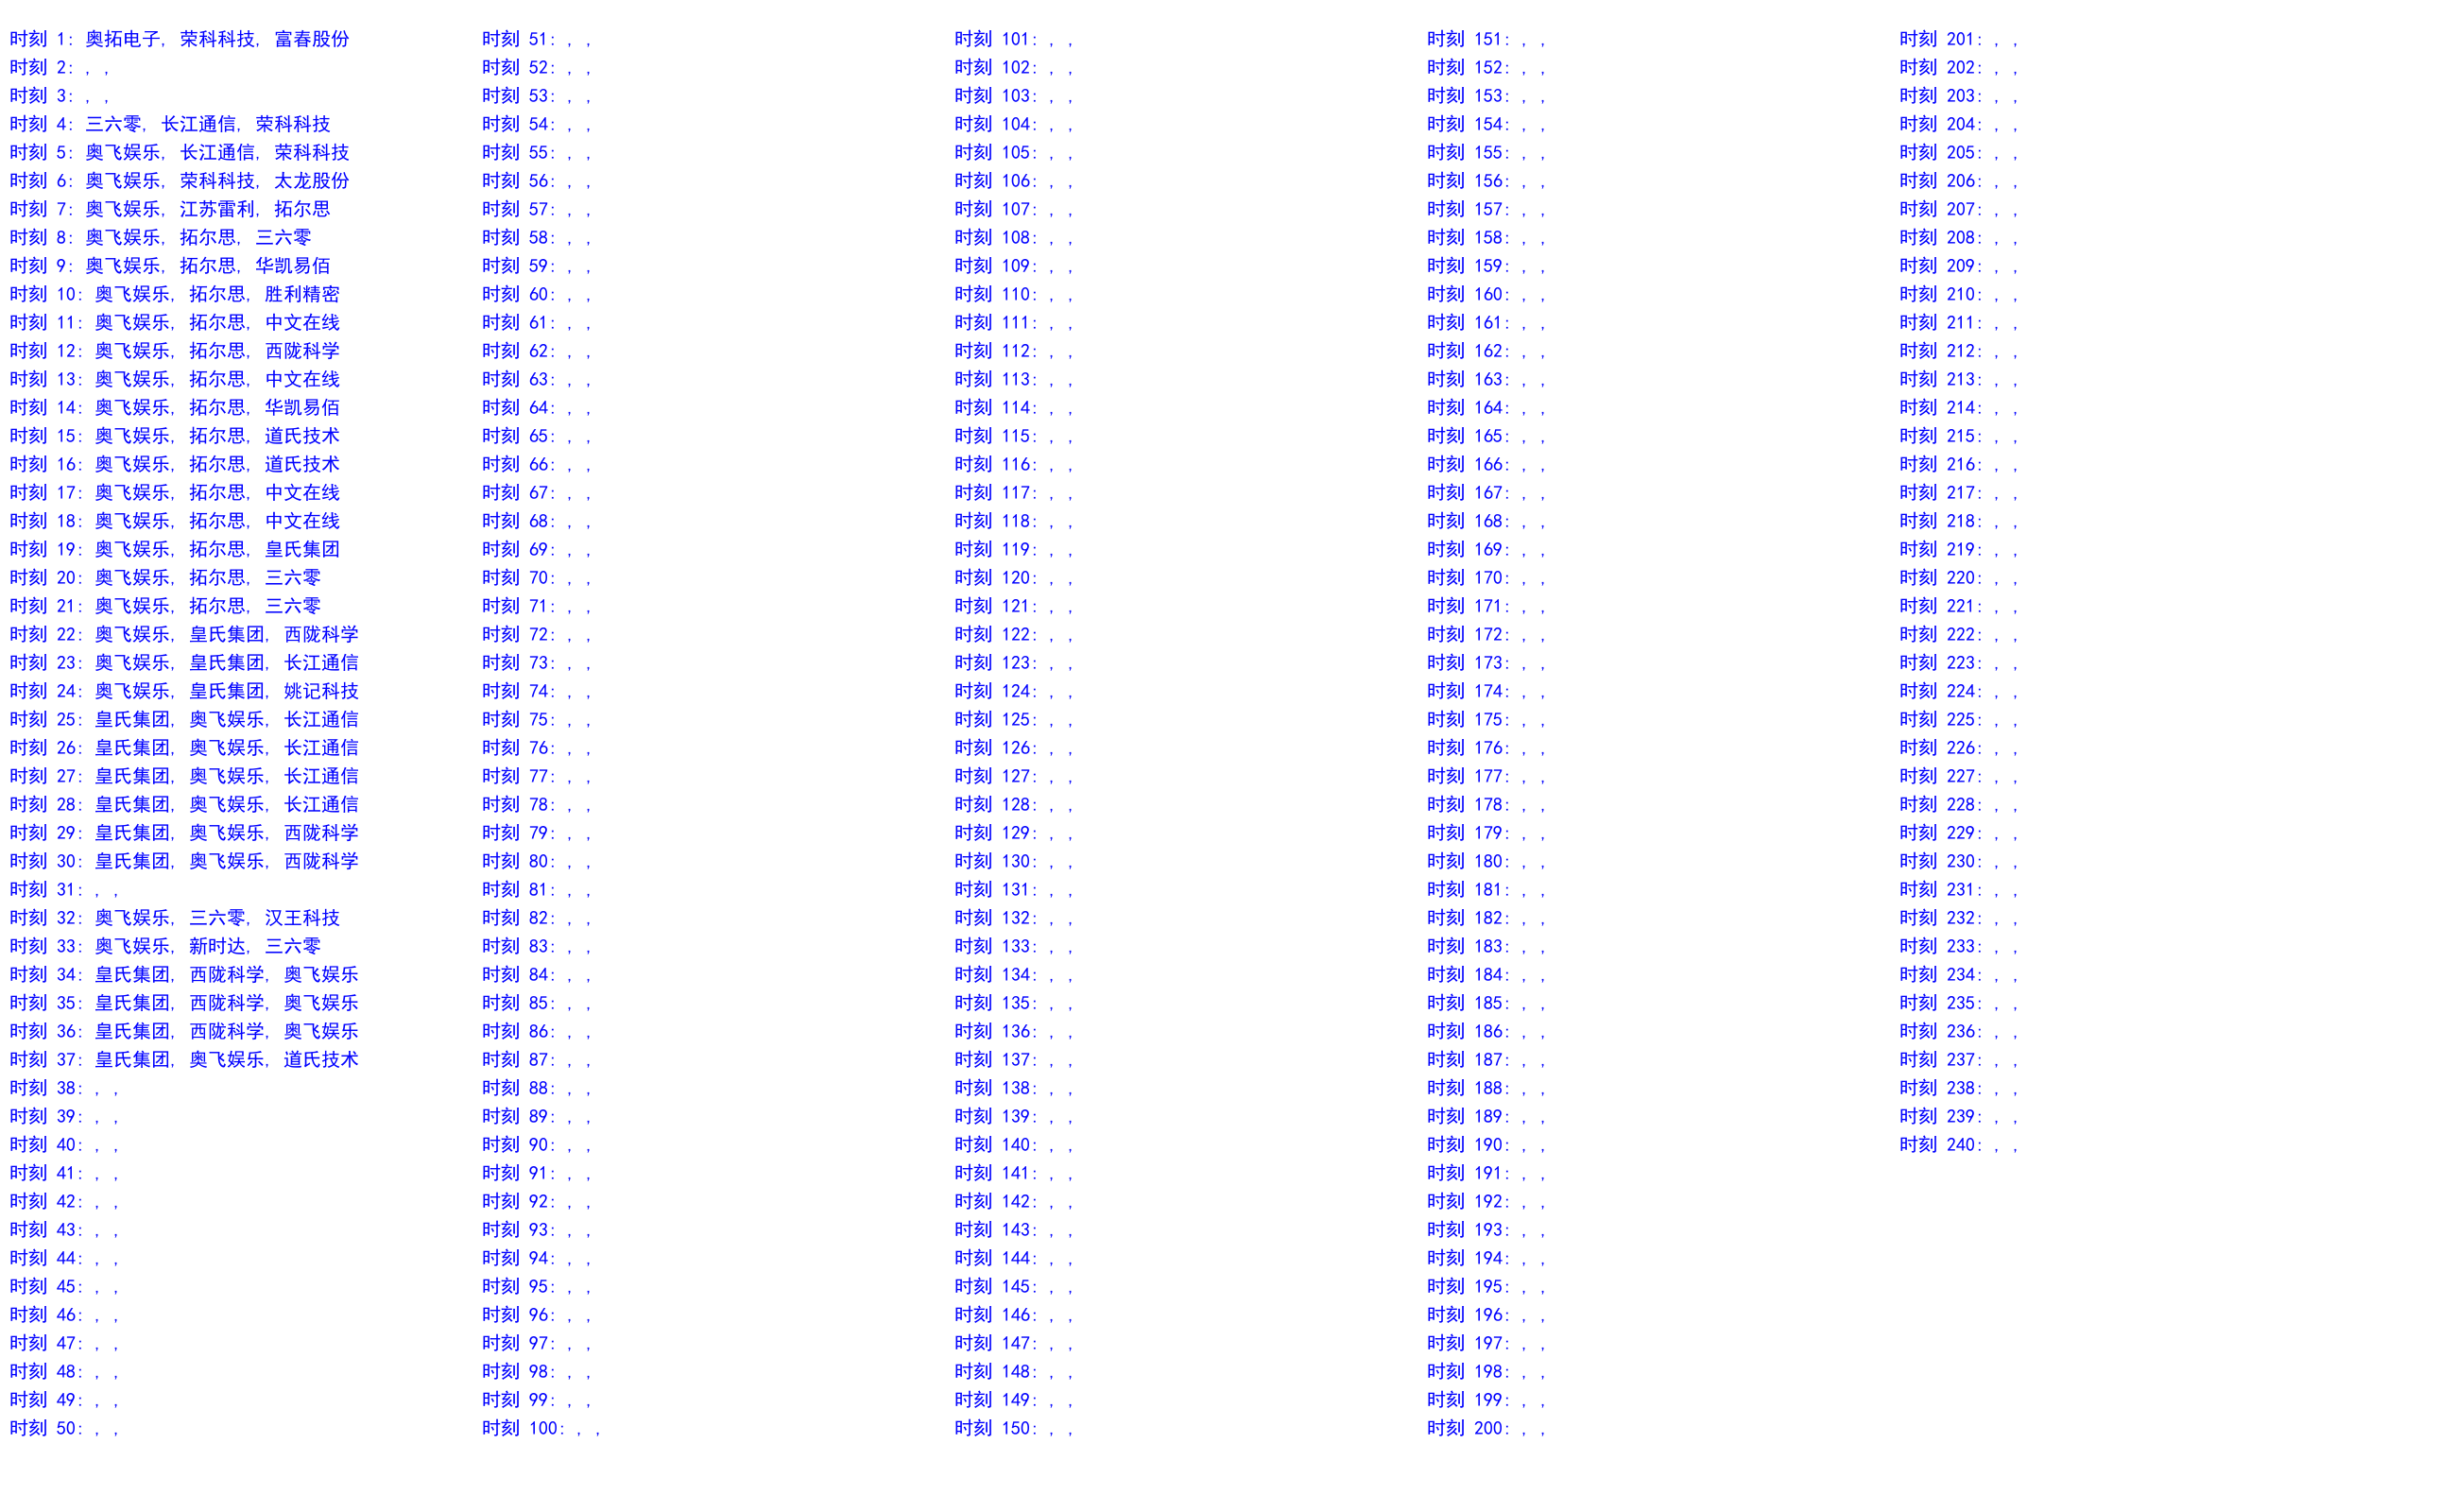 时刻 1: 奥拓电子, 荣科科技, 富春股份
时刻 2: , ,
时刻 3: , ,
时刻 4: 三六零, 长江通信, 荣科科技
时刻 5: 奥飞娱乐, 长江通信, 荣科科技
时刻 6: 奥飞娱乐, 荣科科技, 太龙股份
时刻 7: 奥飞娱乐, 江苏雷利, 拓尔思
时刻 8: 奥飞娱乐, 拓尔思, 三六零
时刻 9: 奥飞娱乐, 拓尔思, 华凯易佰
时刻 10: 奥飞娱乐, 拓尔思, 胜利精密
时刻 11: 奥飞娱乐, 拓尔思, 中文在线
时刻 12: 奥飞娱乐, 拓尔思, 西陇科学
时刻 13: 奥飞娱乐, 拓尔思, 中文在线
时刻 14: 奥飞娱乐, 拓尔思, 华凯易佰
时刻 15: 奥飞娱乐, 拓尔思, 道氏技术
时刻 16: 奥飞娱乐, 拓尔思, 道氏技术
时刻 17: 奥飞娱乐, 拓尔思, 中文在线
时刻 18: 奥飞娱乐, 拓尔思, 中文在线
时刻 19: 奥飞娱乐, 拓尔思, 皇氏集团
时刻 20: 奥飞娱乐, 拓尔思, 三六零
时刻 21: 奥飞娱乐, 拓尔思, 三六零
时刻 22: 奥飞娱乐, 皇氏集团, 西陇科学
时刻 23: 奥飞娱乐, 皇氏集团, 长江通信
时刻 24: 奥飞娱乐, 皇氏集团, 姚记科技
时刻 25: 皇氏集团, 奥飞娱乐, 长江通信
时刻 26: 皇氏集团, 奥飞娱乐, 长江通信
时刻 27: 皇氏集团, 奥飞娱乐, 长江通信
时刻 28: 皇氏集团, 奥飞娱乐, 长江通信
时刻 29: 皇氏集团, 奥飞娱乐, 西陇科学
时刻 30: 皇氏集团, 奥飞娱乐, 西陇科学
时刻 31: , ,
时刻 32: 奥飞娱乐, 三六零, 汉王科技
时刻 33: 奥飞娱乐, 新时达, 三六零
时刻 34: 皇氏集团, 西陇科学, 奥飞娱乐
时刻 35: 皇氏集团, 西陇科学, 奥飞娱乐
时刻 36: 皇氏集团, 西陇科学, 奥飞娱乐
时刻 37: 皇氏集团, 奥飞娱乐, 道氏技术
时刻 38: , ,
时刻 39: , ,
时刻 40: , ,
时刻 41: , ,
时刻 42: , ,
时刻 43: , ,
时刻 44: , ,
时刻 45: , ,
时刻 46: , ,
时刻 47: , ,
时刻 48: , ,
时刻 49: , ,
时刻 50: , ,
时刻 51: , ,
时刻 52: , ,
时刻 53: , ,
时刻 54: , ,
时刻 55: , ,
时刻 56: , ,
时刻 57: , ,
时刻 58: , ,
时刻 59: , ,
时刻 60: , ,
时刻 61: , ,
时刻 62: , ,
时刻 63: , ,
时刻 64: , ,
时刻 65: , ,
时刻 66: , ,
时刻 67: , ,
时刻 68: , ,
时刻 69: , ,
时刻 70: , ,
时刻 71: , ,
时刻 72: , ,
时刻 73: , ,
时刻 74: , ,
时刻 75: , ,
时刻 76: , ,
时刻 77: , ,
时刻 78: , ,
时刻 79: , ,
时刻 80: , ,
时刻 81: , ,
时刻 82: , ,
时刻 83: , ,
时刻 84: , ,
时刻 85: , ,
时刻 86: , ,
时刻 87: , ,
时刻 88: , ,
时刻 89: , ,
时刻 90: , ,
时刻 91: , ,
时刻 92: , ,
时刻 93: , ,
时刻 94: , ,
时刻 95: , ,
时刻 96: , ,
时刻 97: , ,
时刻 98: , ,
时刻 99: , ,
时刻 100: , ,
时刻 101: , ,
时刻 102: , ,
时刻 103: , ,
时刻 104: , ,
时刻 105: , ,
时刻 106: , ,
时刻 107: , ,
时刻 108: , ,
时刻 109: , ,
时刻 110: , ,
时刻 111: , ,
时刻 112: , ,
时刻 113: , ,
时刻 114: , ,
时刻 115: , ,
时刻 116: , ,
时刻 117: , ,
时刻 118: , ,
时刻 119: , ,
时刻 120: , ,
时刻 121: , ,
时刻 122: , ,
时刻 123: , ,
时刻 124: , ,
时刻 125: , ,
时刻 126: , ,
时刻 127: , ,
时刻 128: , ,
时刻 129: , ,
时刻 130: , ,
时刻 131: , ,
时刻 132: , ,
时刻 133: , ,
时刻 134: , ,
时刻 135: , ,
时刻 136: , ,
时刻 137: , ,
时刻 138: , ,
时刻 139: , ,
时刻 140: , ,
时刻 141: , ,
时刻 142: , ,
时刻 143: , ,
时刻 144: , ,
时刻 145: , ,
时刻 146: , ,
时刻 147: , ,
时刻 148: , ,
时刻 149: , ,
时刻 150: , ,
时刻 151: , ,
时刻 152: , ,
时刻 153: , ,
时刻 154: , ,
时刻 155: , ,
时刻 156: , ,
时刻 157: , ,
时刻 158: , ,
时刻 159: , ,
时刻 160: , ,
时刻 161: , ,
时刻 162: , ,
时刻 163: , ,
时刻 164: , ,
时刻 165: , ,
时刻 166: , ,
时刻 167: , ,
时刻 168: , ,
时刻 169: , ,
时刻 170: , ,
时刻 171: , ,
时刻 172: , ,
时刻 173: , ,
时刻 174: , ,
时刻 175: , ,
时刻 176: , ,
时刻 177: , ,
时刻 178: , ,
时刻 179: , ,
时刻 180: , ,
时刻 181: , ,
时刻 182: , ,
时刻 183: , ,
时刻 184: , ,
时刻 185: , ,
时刻 186: , ,
时刻 187: , ,
时刻 188: , ,
时刻 189: , ,
时刻 190: , ,
时刻 191: , ,
时刻 192: , ,
时刻 193: , ,
时刻 194: , ,
时刻 195: , ,
时刻 196: , ,
时刻 197: , ,
时刻 198: , ,
时刻 199: , ,
时刻 200: , ,
时刻 201: , ,
时刻 202: , ,
时刻 203: , ,
时刻 204: , ,
时刻 205: , ,
时刻 206: , ,
时刻 207: , ,
时刻 208: , ,
时刻 209: , ,
时刻 210: , ,
时刻 211: , ,
时刻 212: , ,
时刻 213: , ,
时刻 214: , ,
时刻 215: , ,
时刻 216: , ,
时刻 217: , ,
时刻 218: , ,
时刻 219: , ,
时刻 220: , ,
时刻 221: , ,
时刻 222: , ,
时刻 223: , ,
时刻 224: , ,
时刻 225: , ,
时刻 226: , ,
时刻 227: , ,
时刻 228: , ,
时刻 229: , ,
时刻 230: , ,
时刻 231: , ,
时刻 232: , ,
时刻 233: , ,
时刻 234: , ,
时刻 235: , ,
时刻 236: , ,
时刻 237: , ,
时刻 238: , ,
时刻 239: , ,
时刻 240: , ,